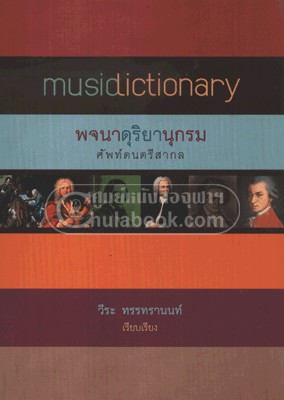 musicdictionary
พจนาดุริยานุกรม
ศัพท์ดนตรีสากล
ศูนย์หนังสือจุฬาฯ
chulabook.com
วีระ ทรรทรานนท์
เรียบเรียง